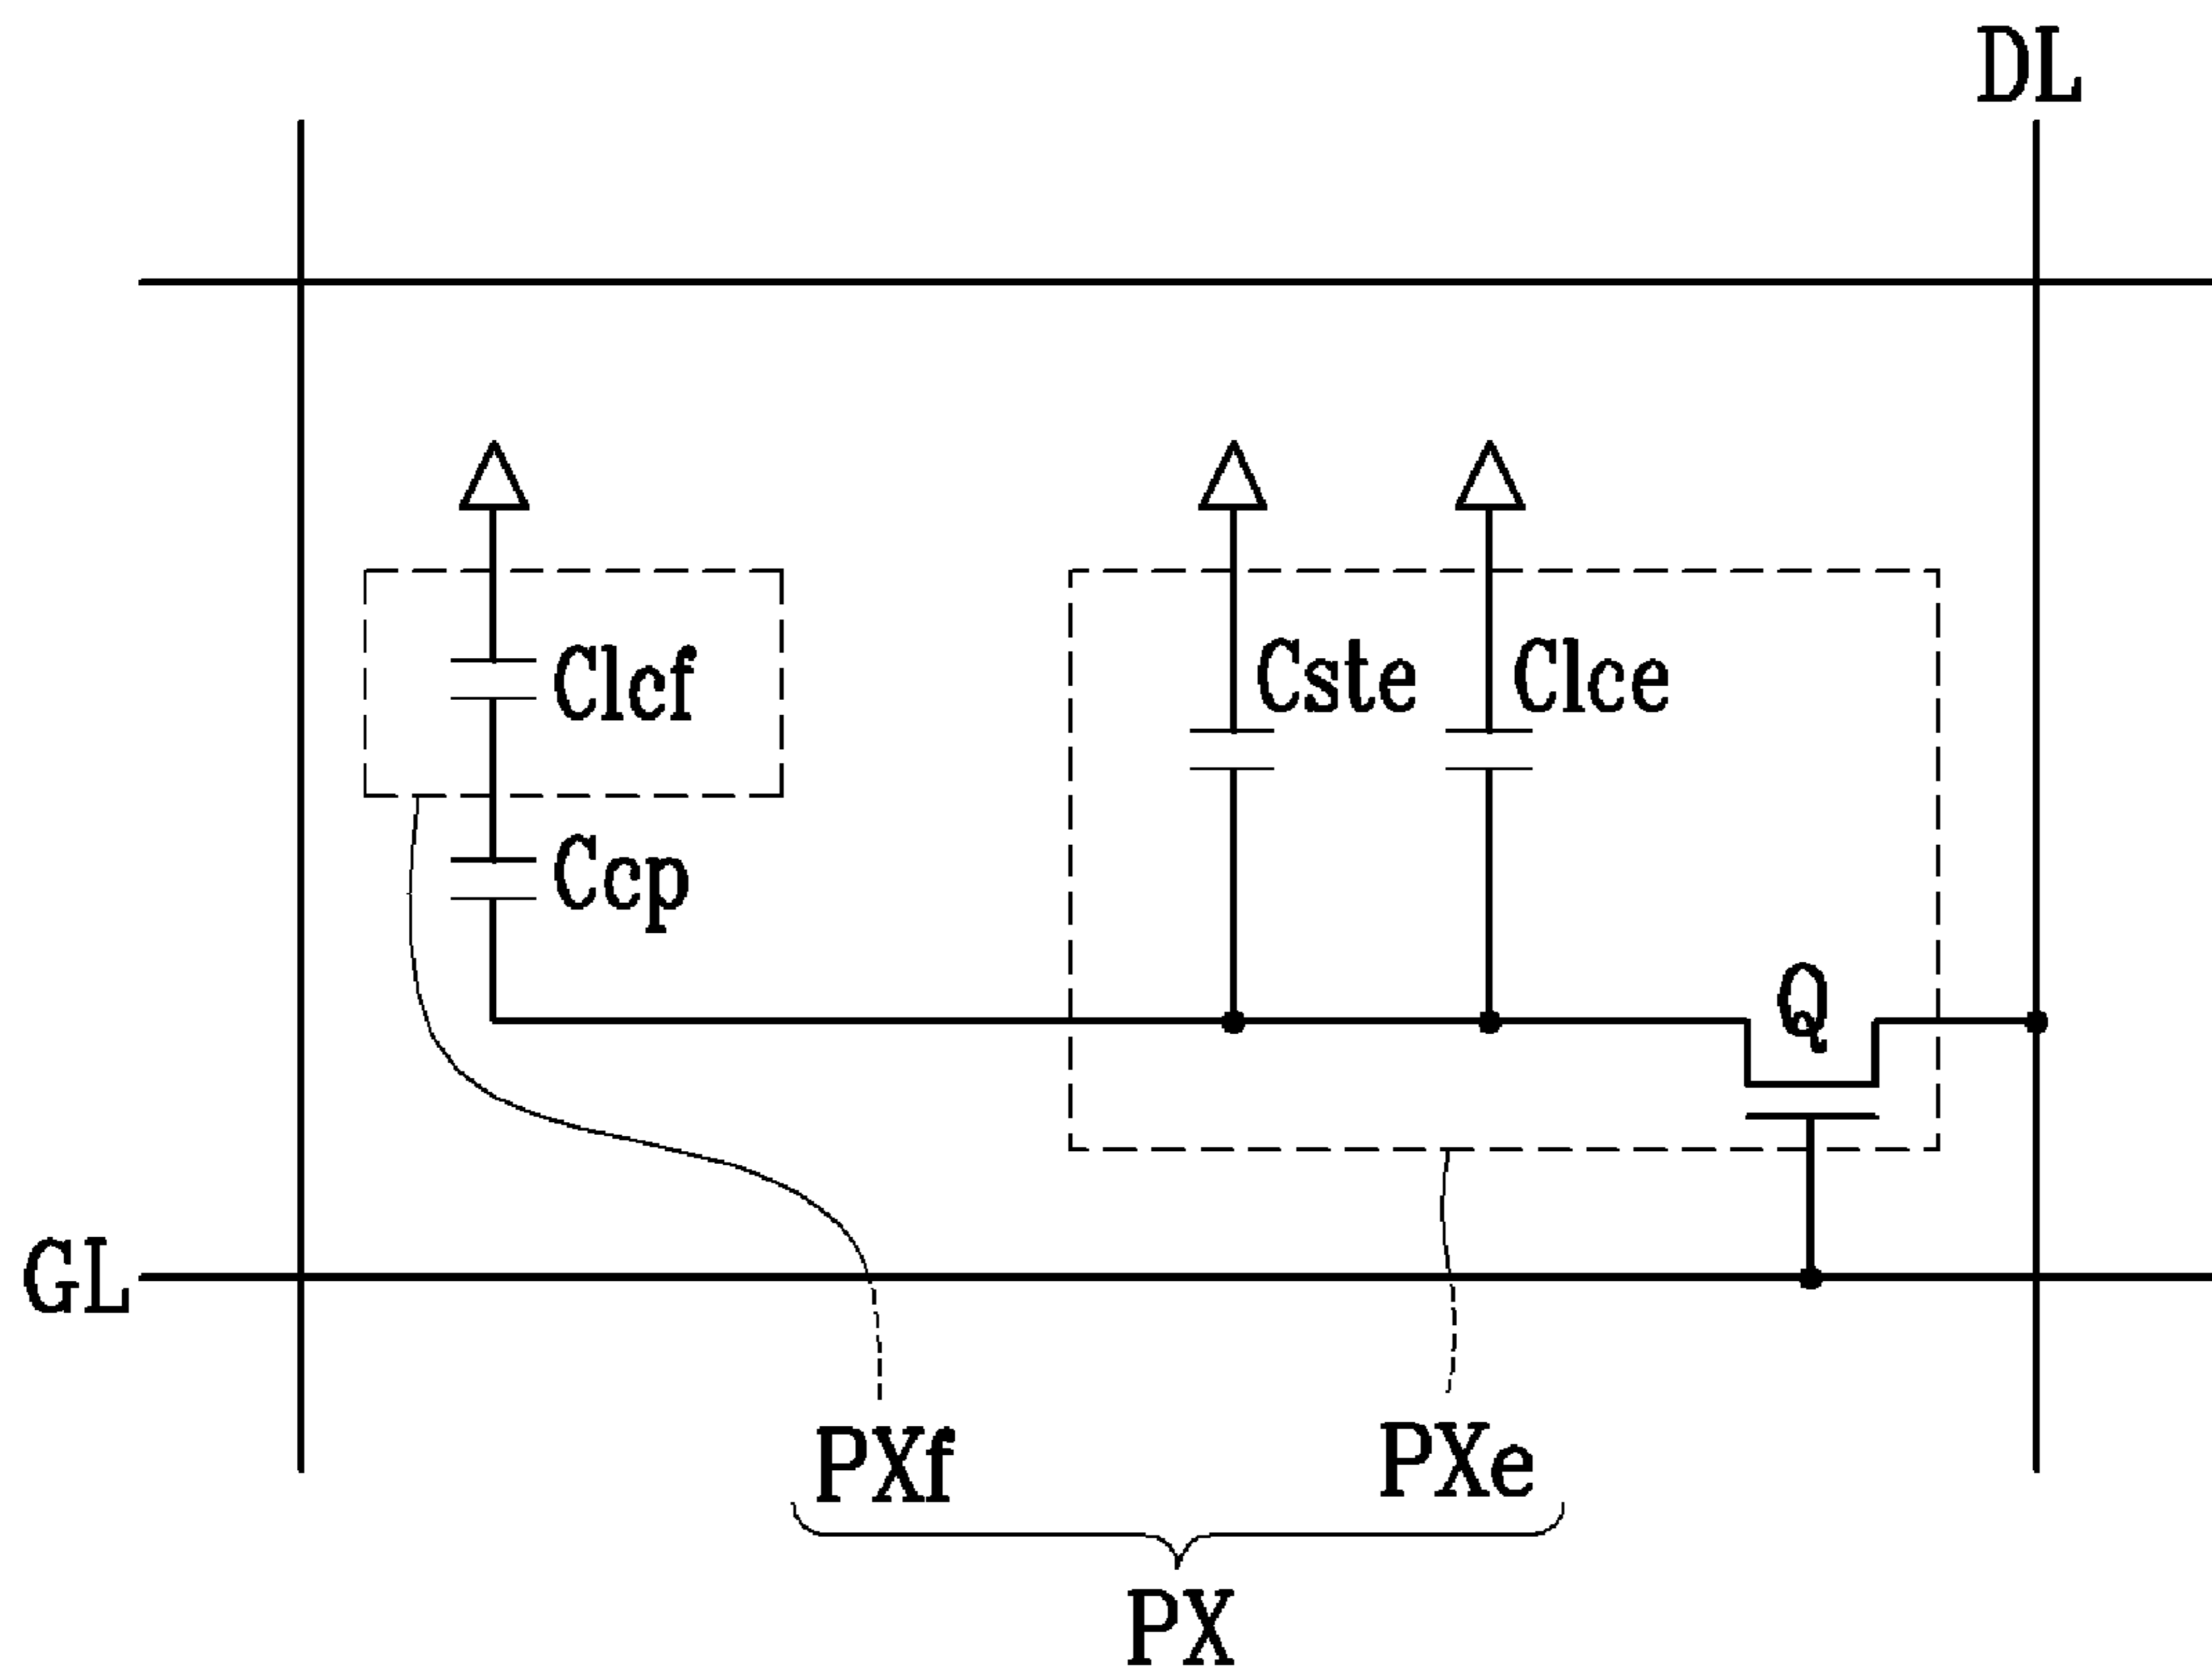 DL
Clcf
Cste
Clce
Ccp
Q
GL
PXf
PXe
PX